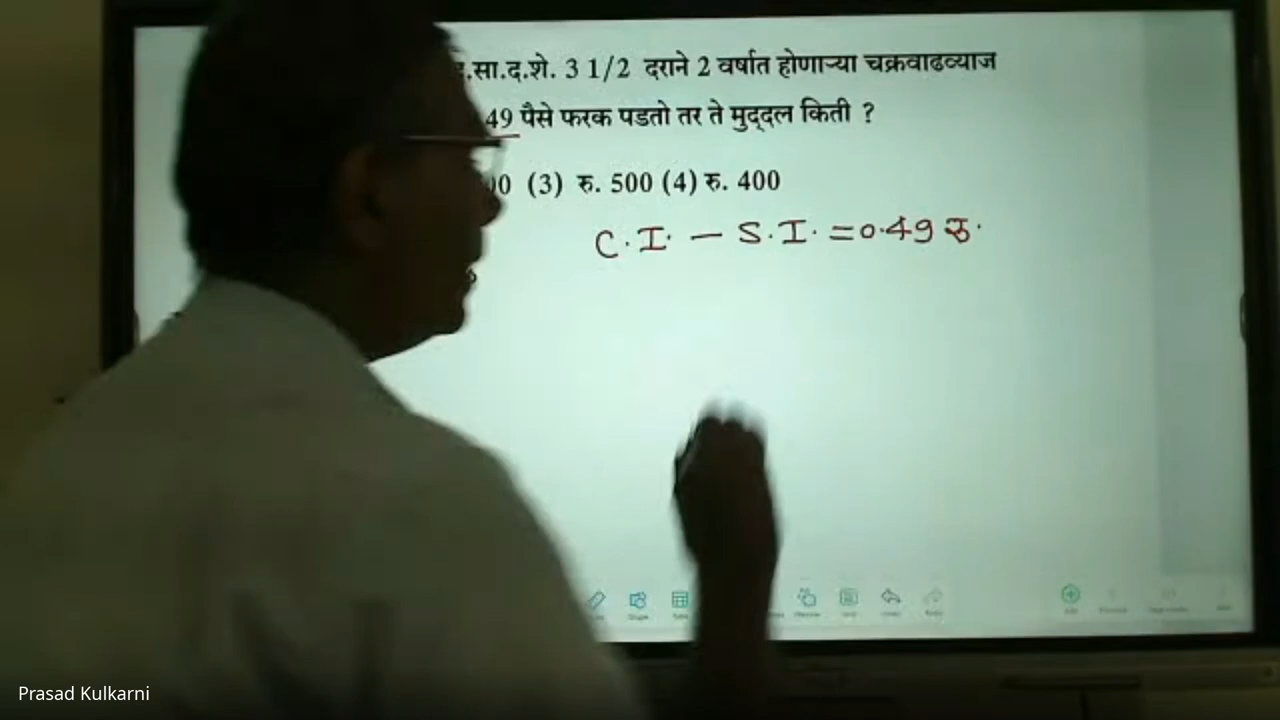 .सा.द.शे. 3 1/2 दराने 2 वर्षात होणाऱ्या चक्रवाढव्याज
49 पैसे फरक पडतो तर ते मुद्दल किती ?
(3) रु. 500 (4) रु. 400
C.I. — S.I. = 0.49 रु.
Prasad Kulkarni